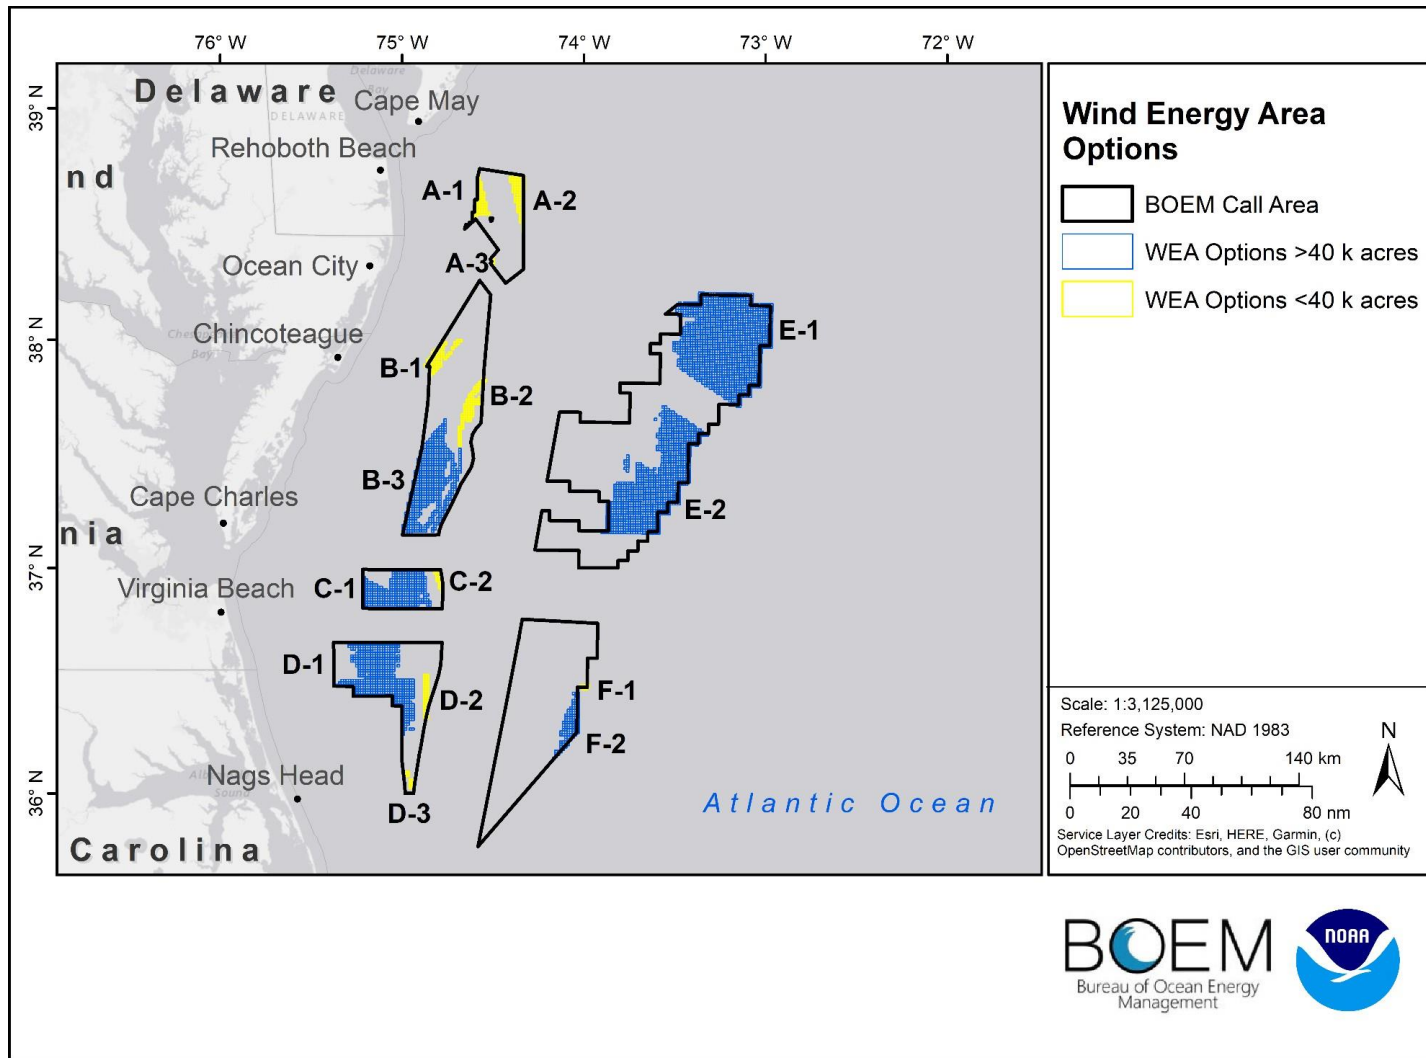 76° W
75° W
74° W
73° W
72° W
39° N
38° N
37° N
36° N
Delaware
Delaware
Bay
DELAWARE
Cape May
Rehoboth Beach
nd
A-1
A-2
A-3
Ocean City
Chincoteague
Bay
B-1
B-2
B-3
E-1
E-2
Cape Charles
nia
Virginia Beach
C-1
C-2
D-1
D-2
D-3
F-1
F-2
Nags Head
Sound
Carolina
Atlantic Ocean
Wind Energy Area
Options
BOEM Call Area
WEA Options >40 k acres
WEA Options <40 k acres
Scale: 1:3,125,000
Reference System: NAD 1983
N
0 35 70 140 km
0 20 40 80 nm
Service Layer Credits: Esri, HERE, Garmin, (c)
OpenStreetMap contributors, and the GIS user community
BOEM
Bureau of Ocean Energy
Management
NOAA